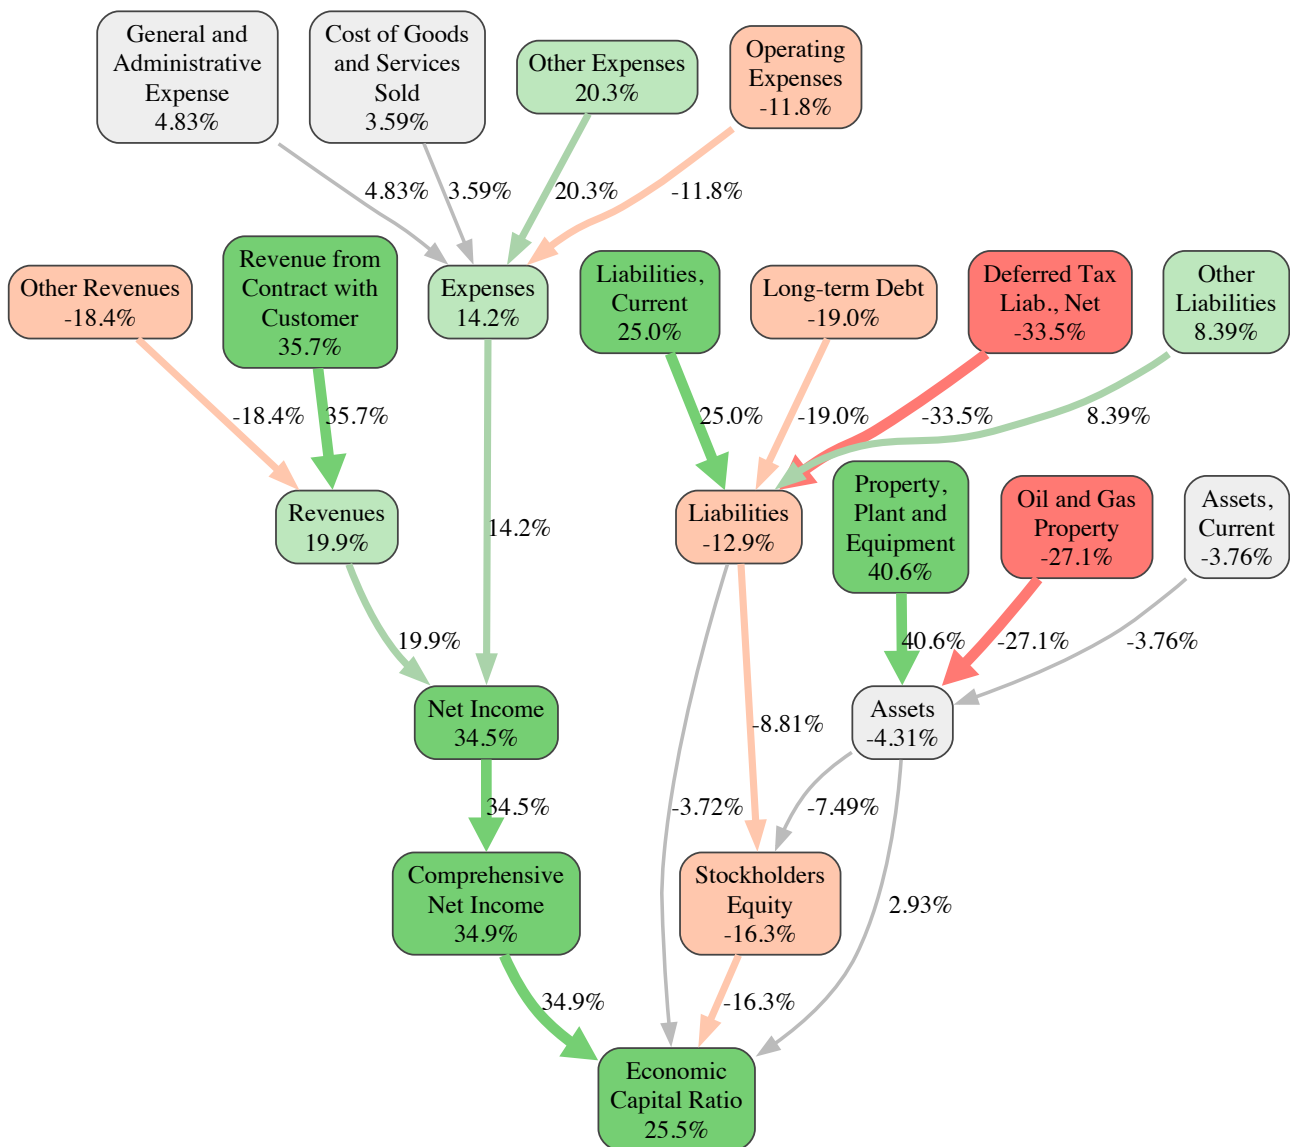 General and
Administrative
Expense
4.83%
Cost of Goods
and Services
Sold
3.59%
Other Expenses
20.3%
Operating
Expenses
-11.8%
4.83%
3.59%
20.3%
-11.8%
Other Revenues
-18.4%
Revenue from
Contract with
Customer
35.7%
Expenses
14.2%
Liabilities,
Current
25.0%
Long-term Debt
-19.0%
Deferred Tax
Liab., Net
-33.5%
Other
Liabilities
8.39%
-18.4%
35.7%
25.0%
-19.0%
-33.5%
8.39%
Revenues
19.9%
14.2%
Liabilities
-12.9%
Property,
Plant and
Equipment
40.6%
Oil and Gas
Property
-27.1%
Assets,
Current
-3.76%
19.9%
40.6%
-27.1%
-3.76%
Net Income
34.5%
-8.81%
Assets
-4.31%
34.5%
-3.72%
-7.49%
Comprehensive
Net Income
34.9%
Stockholders
Equity
-16.3%
2.93%
34.9%
-16.3%
Economic
Capital Ratio
25.5%